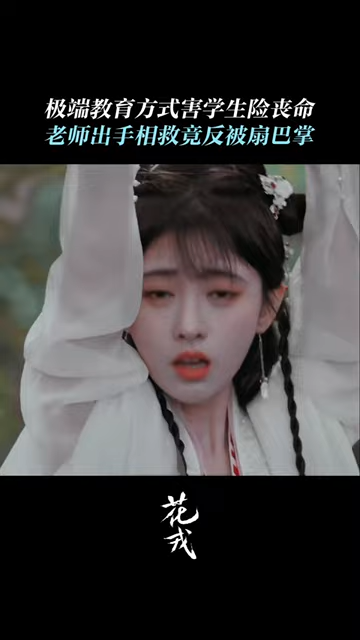 极端教育方式害学生险丧命
老师出手相救竟反被扇巴掌
花
戎